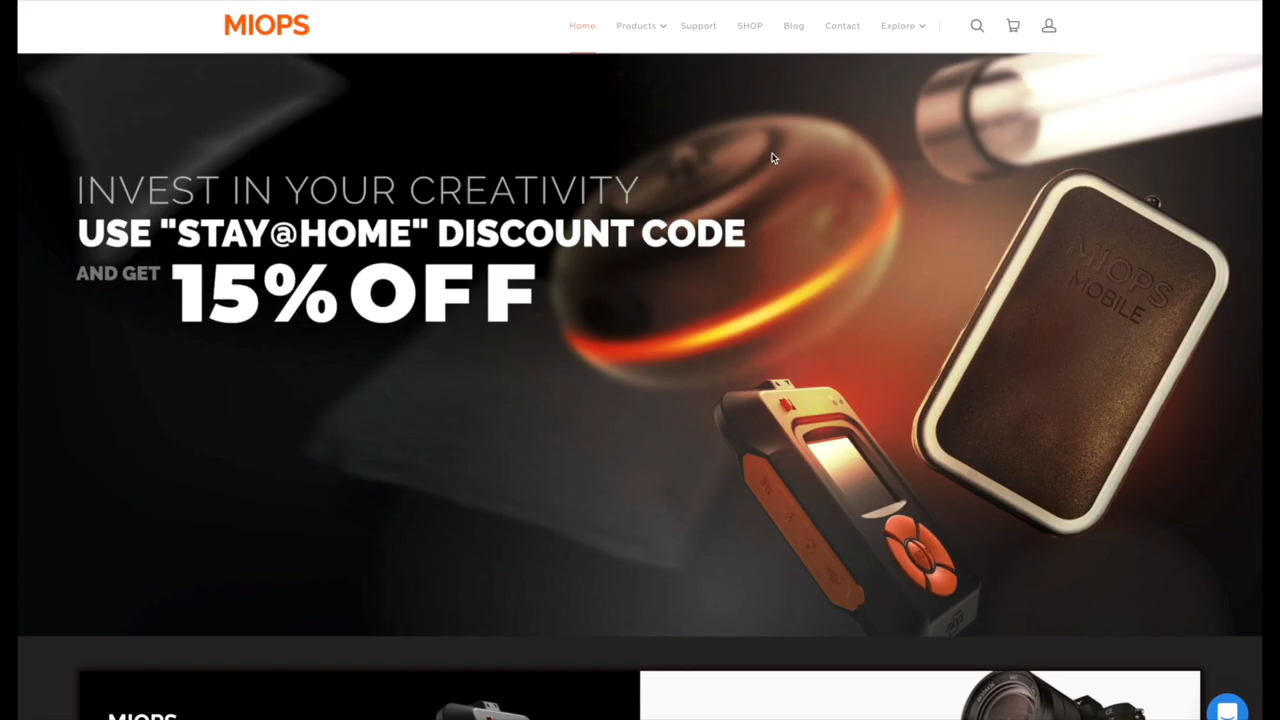 MIOPS
Home Products Support SHOP Blog Contact Explore
INVEST IN YOUR CREATIVITY
USE "STAY@HOME" DISCOUNT CODE
AND GET 15% OFF
MIOPS
MOBILE
MIOPS